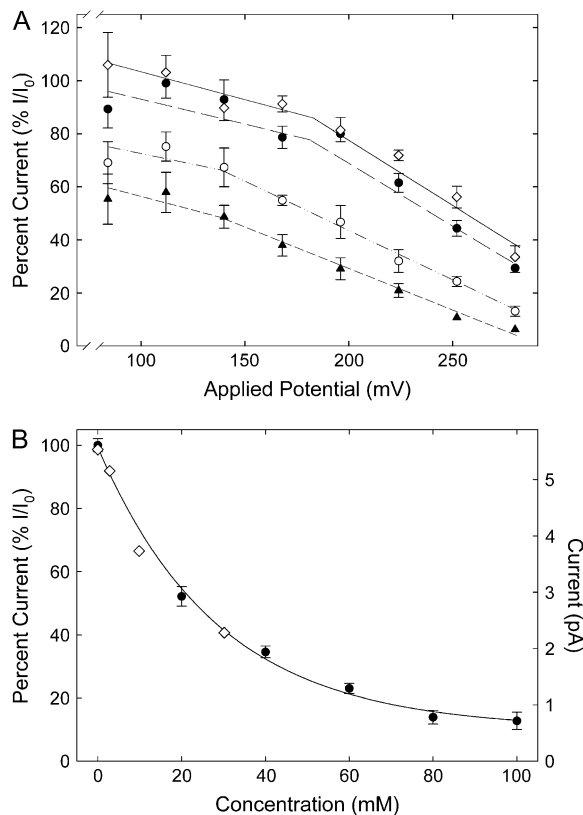 A
Percent Current (% I/I₀)
120
100
80
60
40
20
0
100 150 200 250
Applied Potential (mV)
B
Percent Current (% I/I₀)
100
80
60
40
20
0
5
4
3
2
1
0
Current (pA)
0 20 40 60 80 100
Concentration (mM)